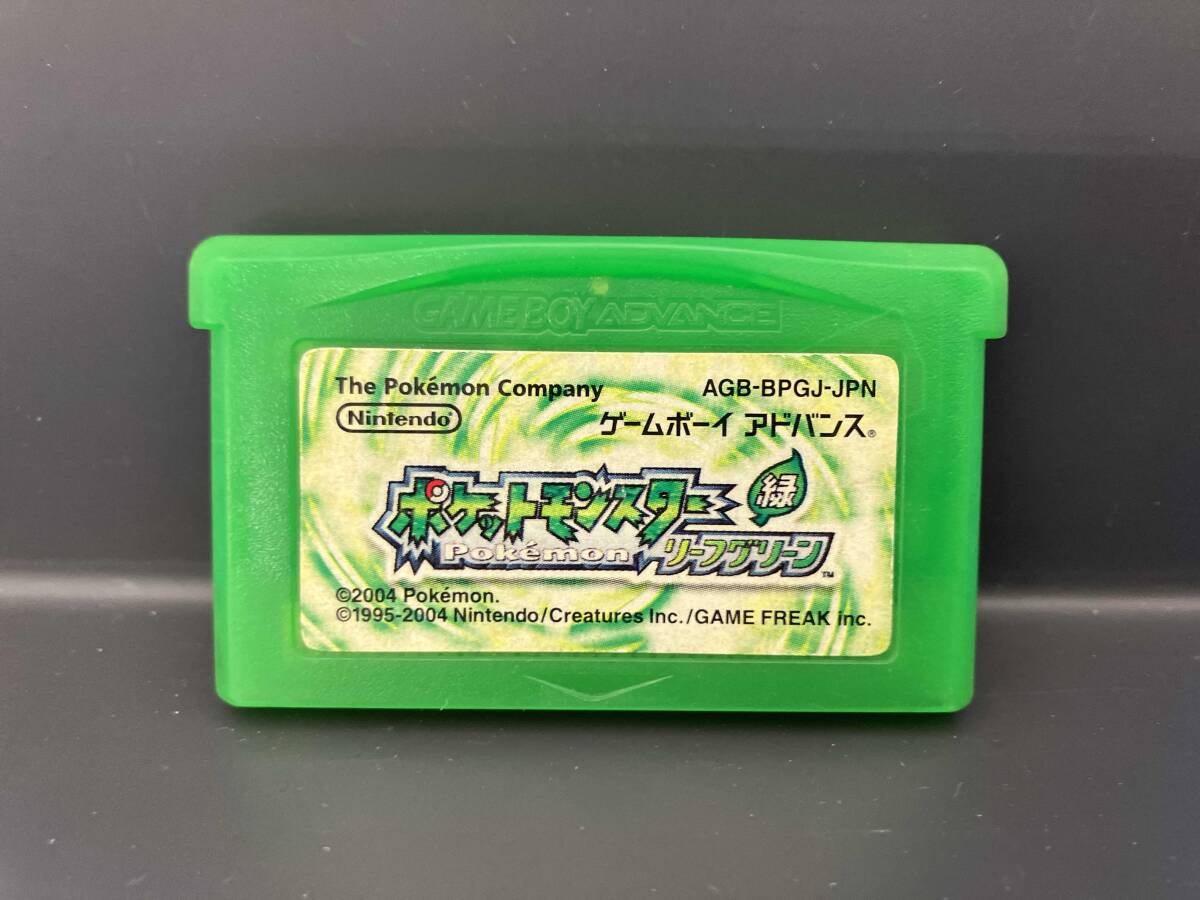 GAME BOY ADVANCE
The Pokémon Company AGB-BPGJ-JPN
Nintendo® ゲームボーイ アドバンス®
ポケットモンスター 緑
Pokémon リーフグリーン™
©2004 Pokémon.
©1995-2004 Nintendo/Creatures Inc./GAME FREAK inc.